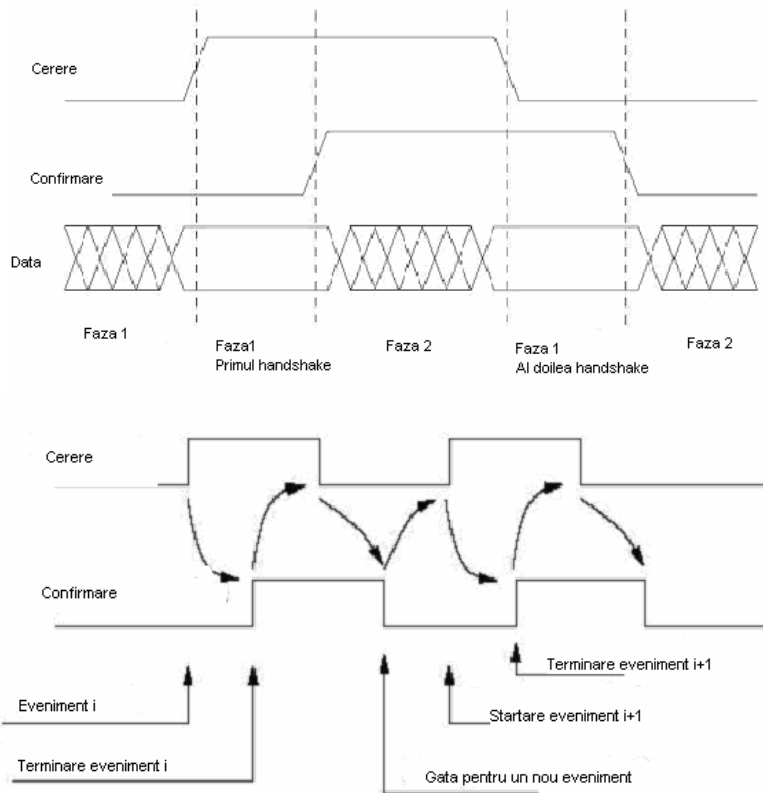 Cerere
Confirmare
Data
Faza 1
Faza1
Primul handshake
Faza 2
Faza 1
Al doilea handshake
Faza 2
Cerere
Confirmare
Terminare eveniment i+1
Eveniment i
Startare eveniment i+1
Terminare eveniment i
Gata pentru un nou eveniment